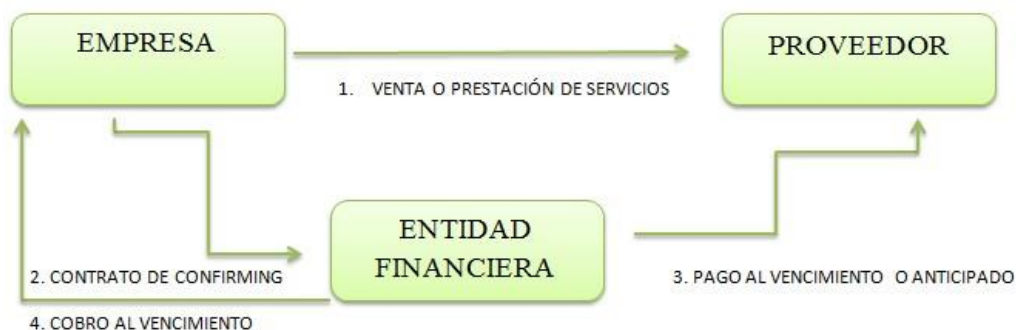 EMPRESA
PROVEEDOR
1. VENTA O PRESTACIÓN DE SERVICIOS
ENTIDAD
FINANCIERA
2. CONTRATO DE CONFIRMING
3. PAGO AL VENCIMIENTO O ANTICIPADO
4. COBRO AL VENCIMIENTO